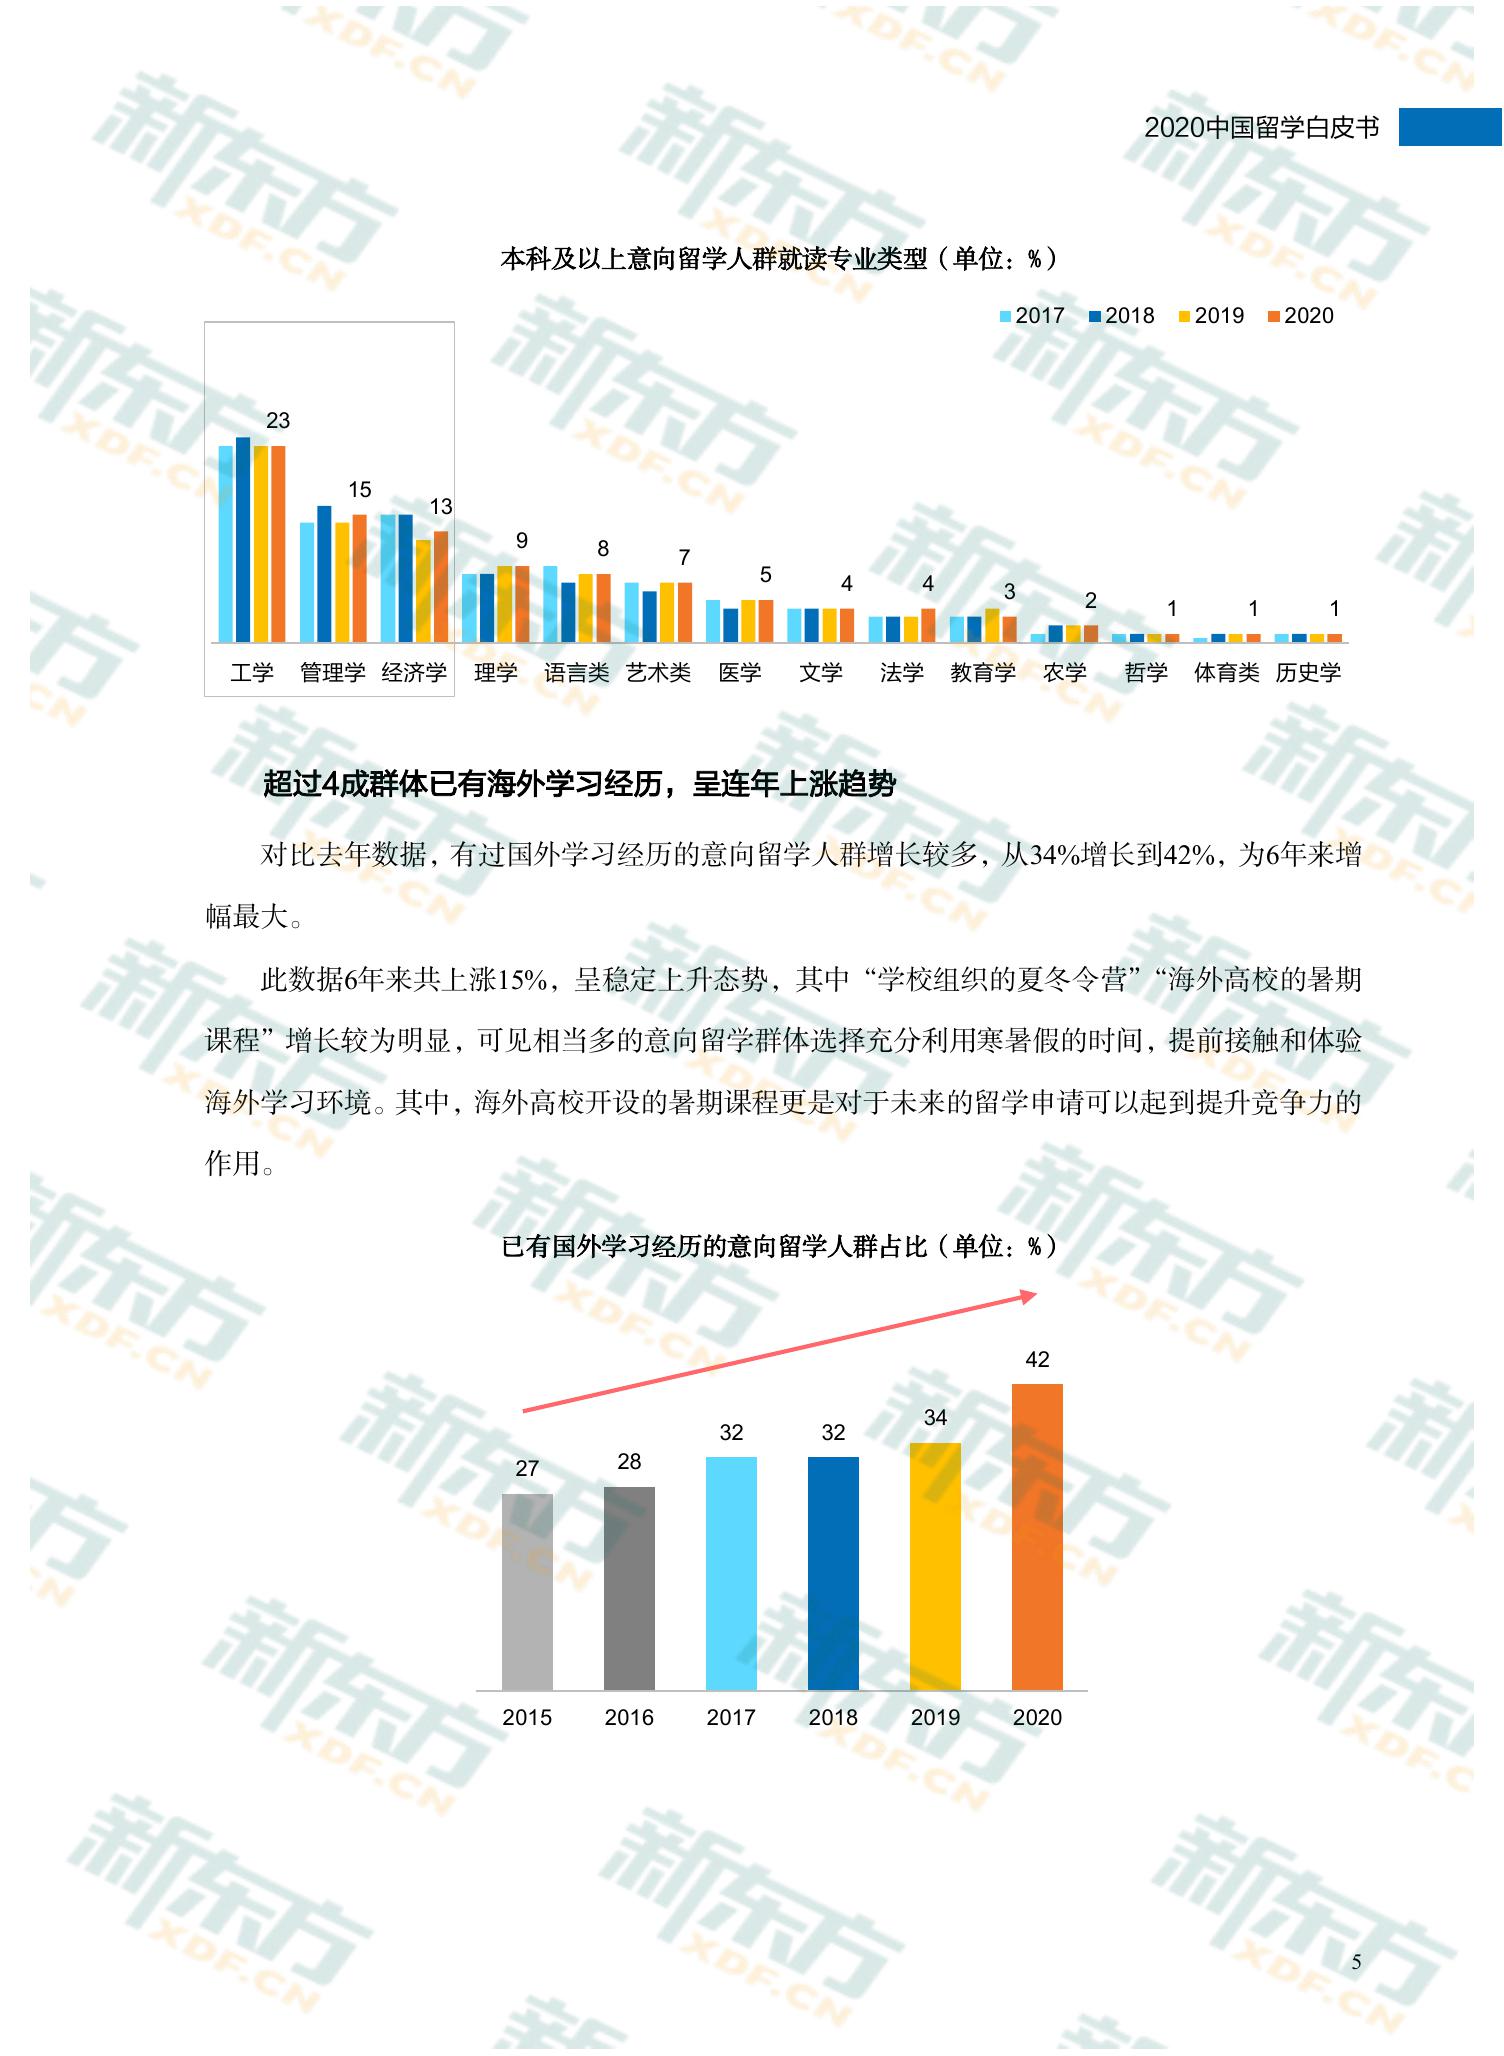 2020中国留学白皮书
本科及以上意向留学人群就读专业类型（单位：%）
2017 2018 2019 2020
23 15 13 9 8 7 5 4 4 3 2 1 1 1
工学 管理学 经济学 理学 语言类 艺术类 医学 文学 法学 教育学 农学 哲学 体育类 历史学
超过4成群体已有海外学习经历，呈连年上涨趋势
对比去年数据，有过国外学习经历的意向留学人群增长较多，从34%增长到42%，为6年来增
幅最大。
此数据6年来共上涨15%，呈稳定上升态势，其中“学校组织的夏冬令营”“海外高校的暑期
课程”增长较为明显，可见相当多的意向留学群体选择充分利用寒暑假的时间，提前接触和体验
海外学习环境。其中，海外高校开设的暑期课程更是对于未来的留学申请可以起到提升竞争力的
作用。
已有国外学习经历的意向留学人群占比（单位：%）
27 28 32 32 34 42
2015 2016 2017 2018 2019 2020
5
新东方
XDF.CN